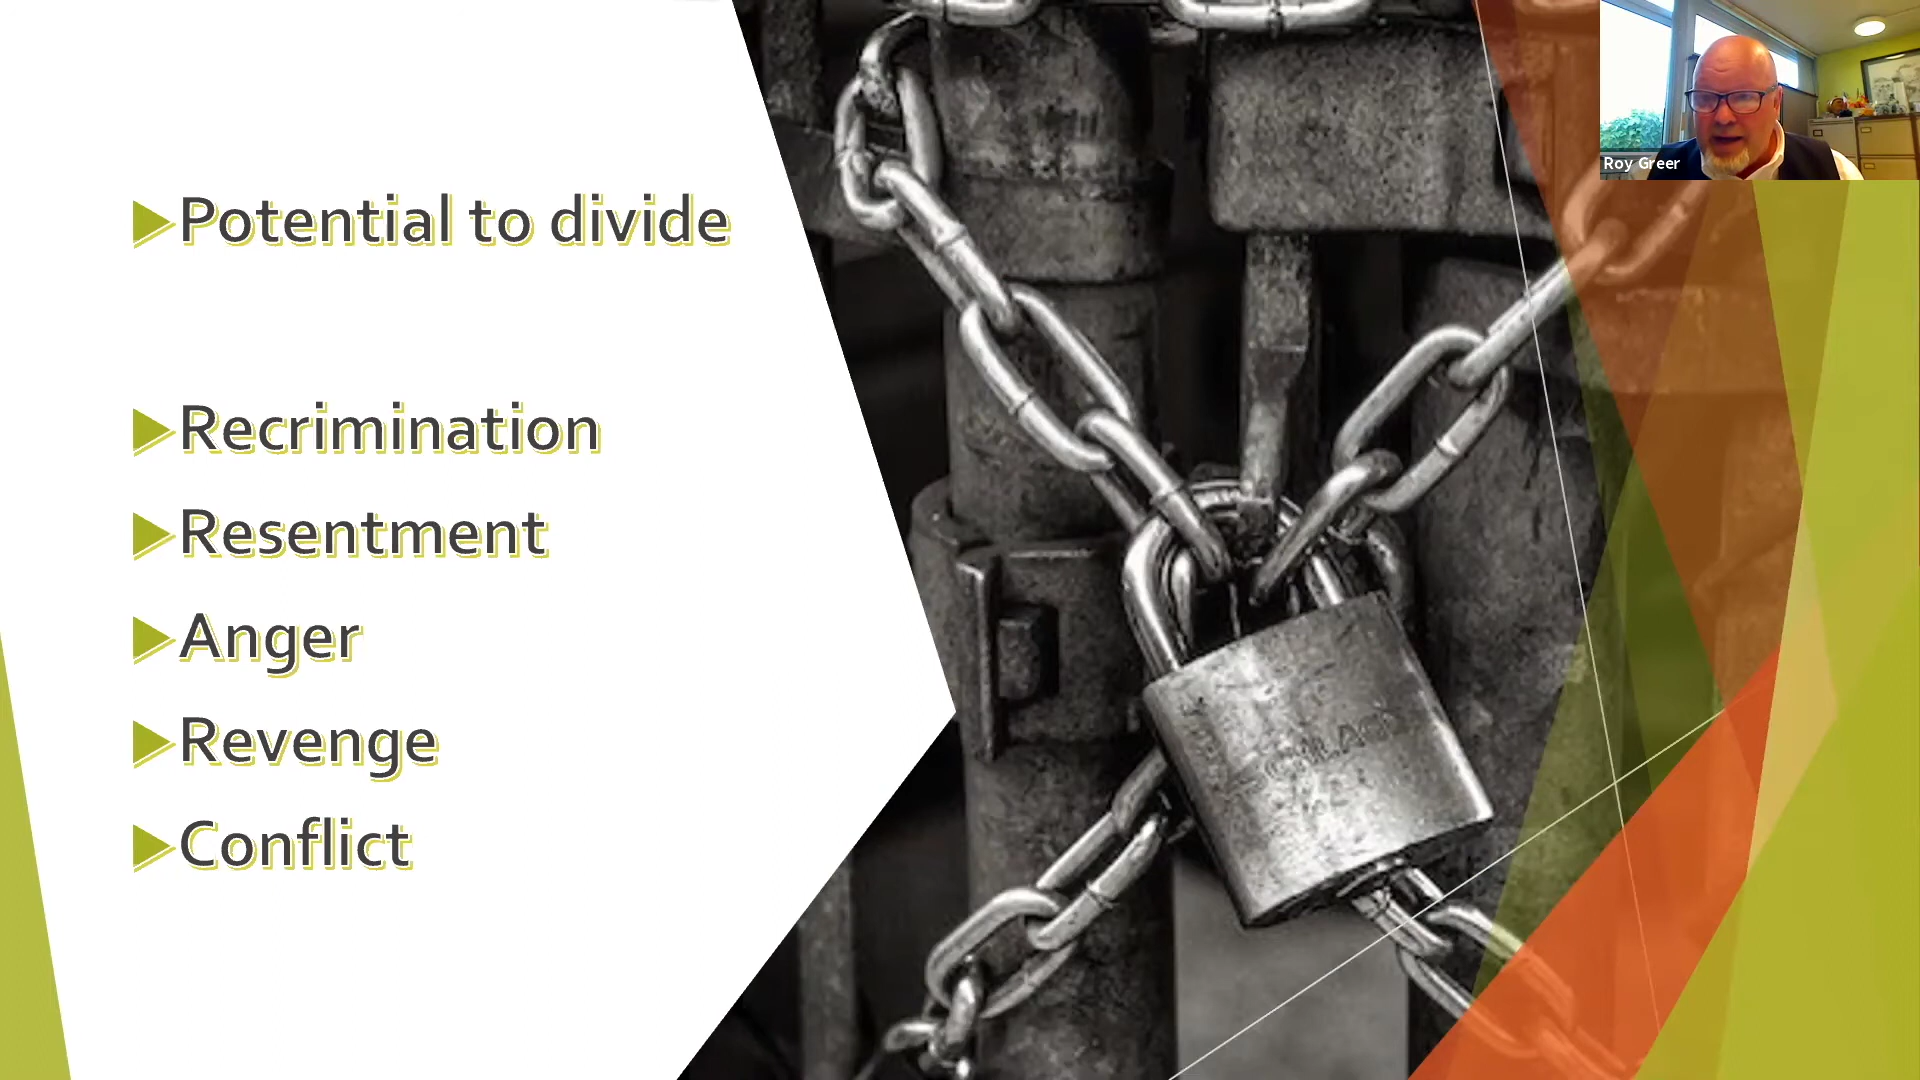 Potential to divide
Recrimination
Resentment
Anger
Revenge
Conflict
Roy Greer